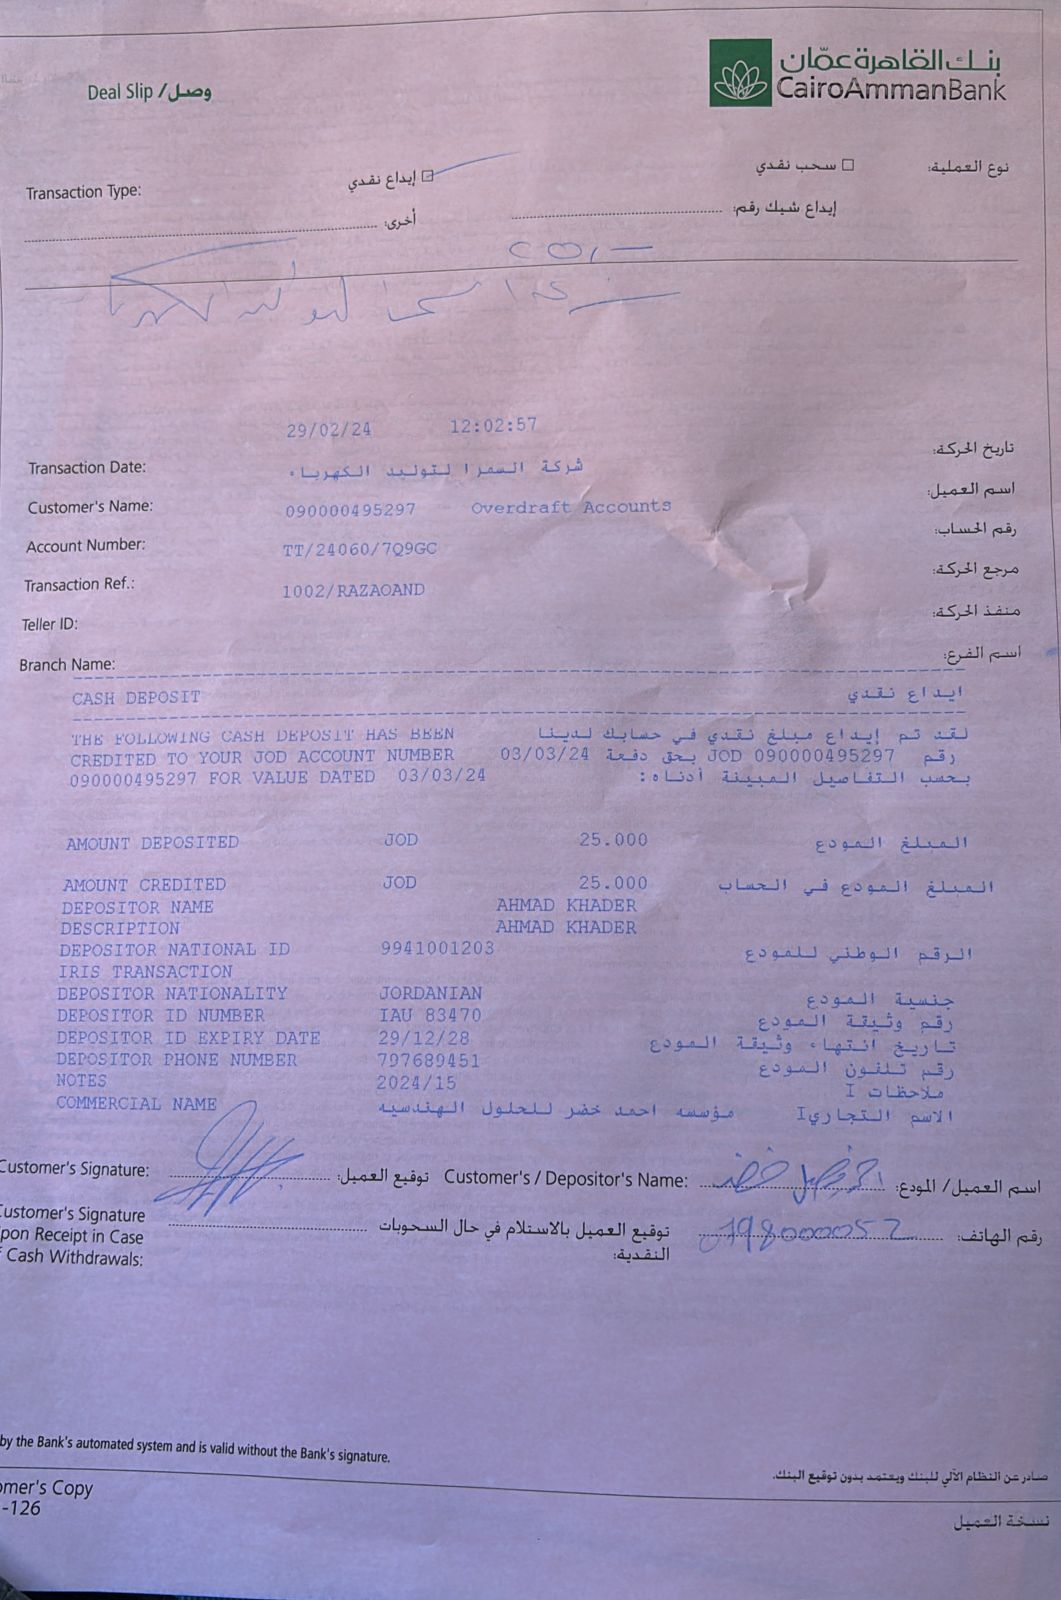 بنك القاهرة عمّان
CairoAmmanBank
Deal Slip / وصل
Transaction Type: ☑ إيداع نقدي ☐ سحب نقدي نوع العملية:
أخرى: إيداع شيك رقم:
شركة السمرا لتوليد الكهرباء
29/02/24 12:02:57
Transaction Date: تاريخ الحركة:
شركة السمرا لتوليد الكهرباء
Customer's Name: اسم العميل:
090000495297 Overdraft Accounts
Account Number: رقم الحساب:
TT/24060/7Q9GC
Transaction Ref.: مرجع الحركة:
1002/RAZAOAND
Teller ID: منفذ الحركة:
Branch Name: اسم الفرع:
CASH DEPOSIT ايداع نقدي
THE FOLLOWING CASH DEPOSIT HAS BEEN لقد تم إيداع مبلغ نقدي في حسابك لدينا
CREDITED TO YOUR JOD ACCOUNT NUMBER رقم JOD 090000495297 بحق دفعة 03/03/24
090000495297 FOR VALUE DATED 03/03/24 بحسب التفاصيل المبينة أدناه:
AMOUNT DEPOSITED JOD 25.000 المبلغ المودع
AMOUNT CREDITED JOD 25.000 المبلغ المودع في الحساب
DEPOSITOR NAME AHMAD KHADER
DESCRIPTION AHMAD KHADER
DEPOSITOR NATIONAL ID 9941001203 الرقم الوطني للمودع
IRIS TRANSACTION
DEPOSITOR NATIONALITY JORDANIAN جنسية المودع
DEPOSITOR ID NUMBER IAU 83470 رقم وثيقة المودع
DEPOSITOR ID EXPIRY DATE 29/12/28 تاريخ انتهاء وثيقة المودع
DEPOSITOR PHONE NUMBER 797689451 رقم تلفون المودع
NOTES 2024/15 ملاحظات I
COMMERCIAL NAME مؤسسه احمد خضر للحلول الهندسيه الاسم التجاريI
Customer's Signature: توقيع العميل: Customer's / Depositor's Name: اسم العميل/ المودع:
Customer's Signature توقيع العميل بالاستلام في حال السحوبات رقم الهاتف:
pon Receipt in Case النقدية:
f Cash Withdrawals:
by the Bank's automated system and is valid without the Bank's signature. صادر عن النظام الآلي للبنك ويعتمد بدون توقيع البنك.
omer's Copy نسخة العميل
-126